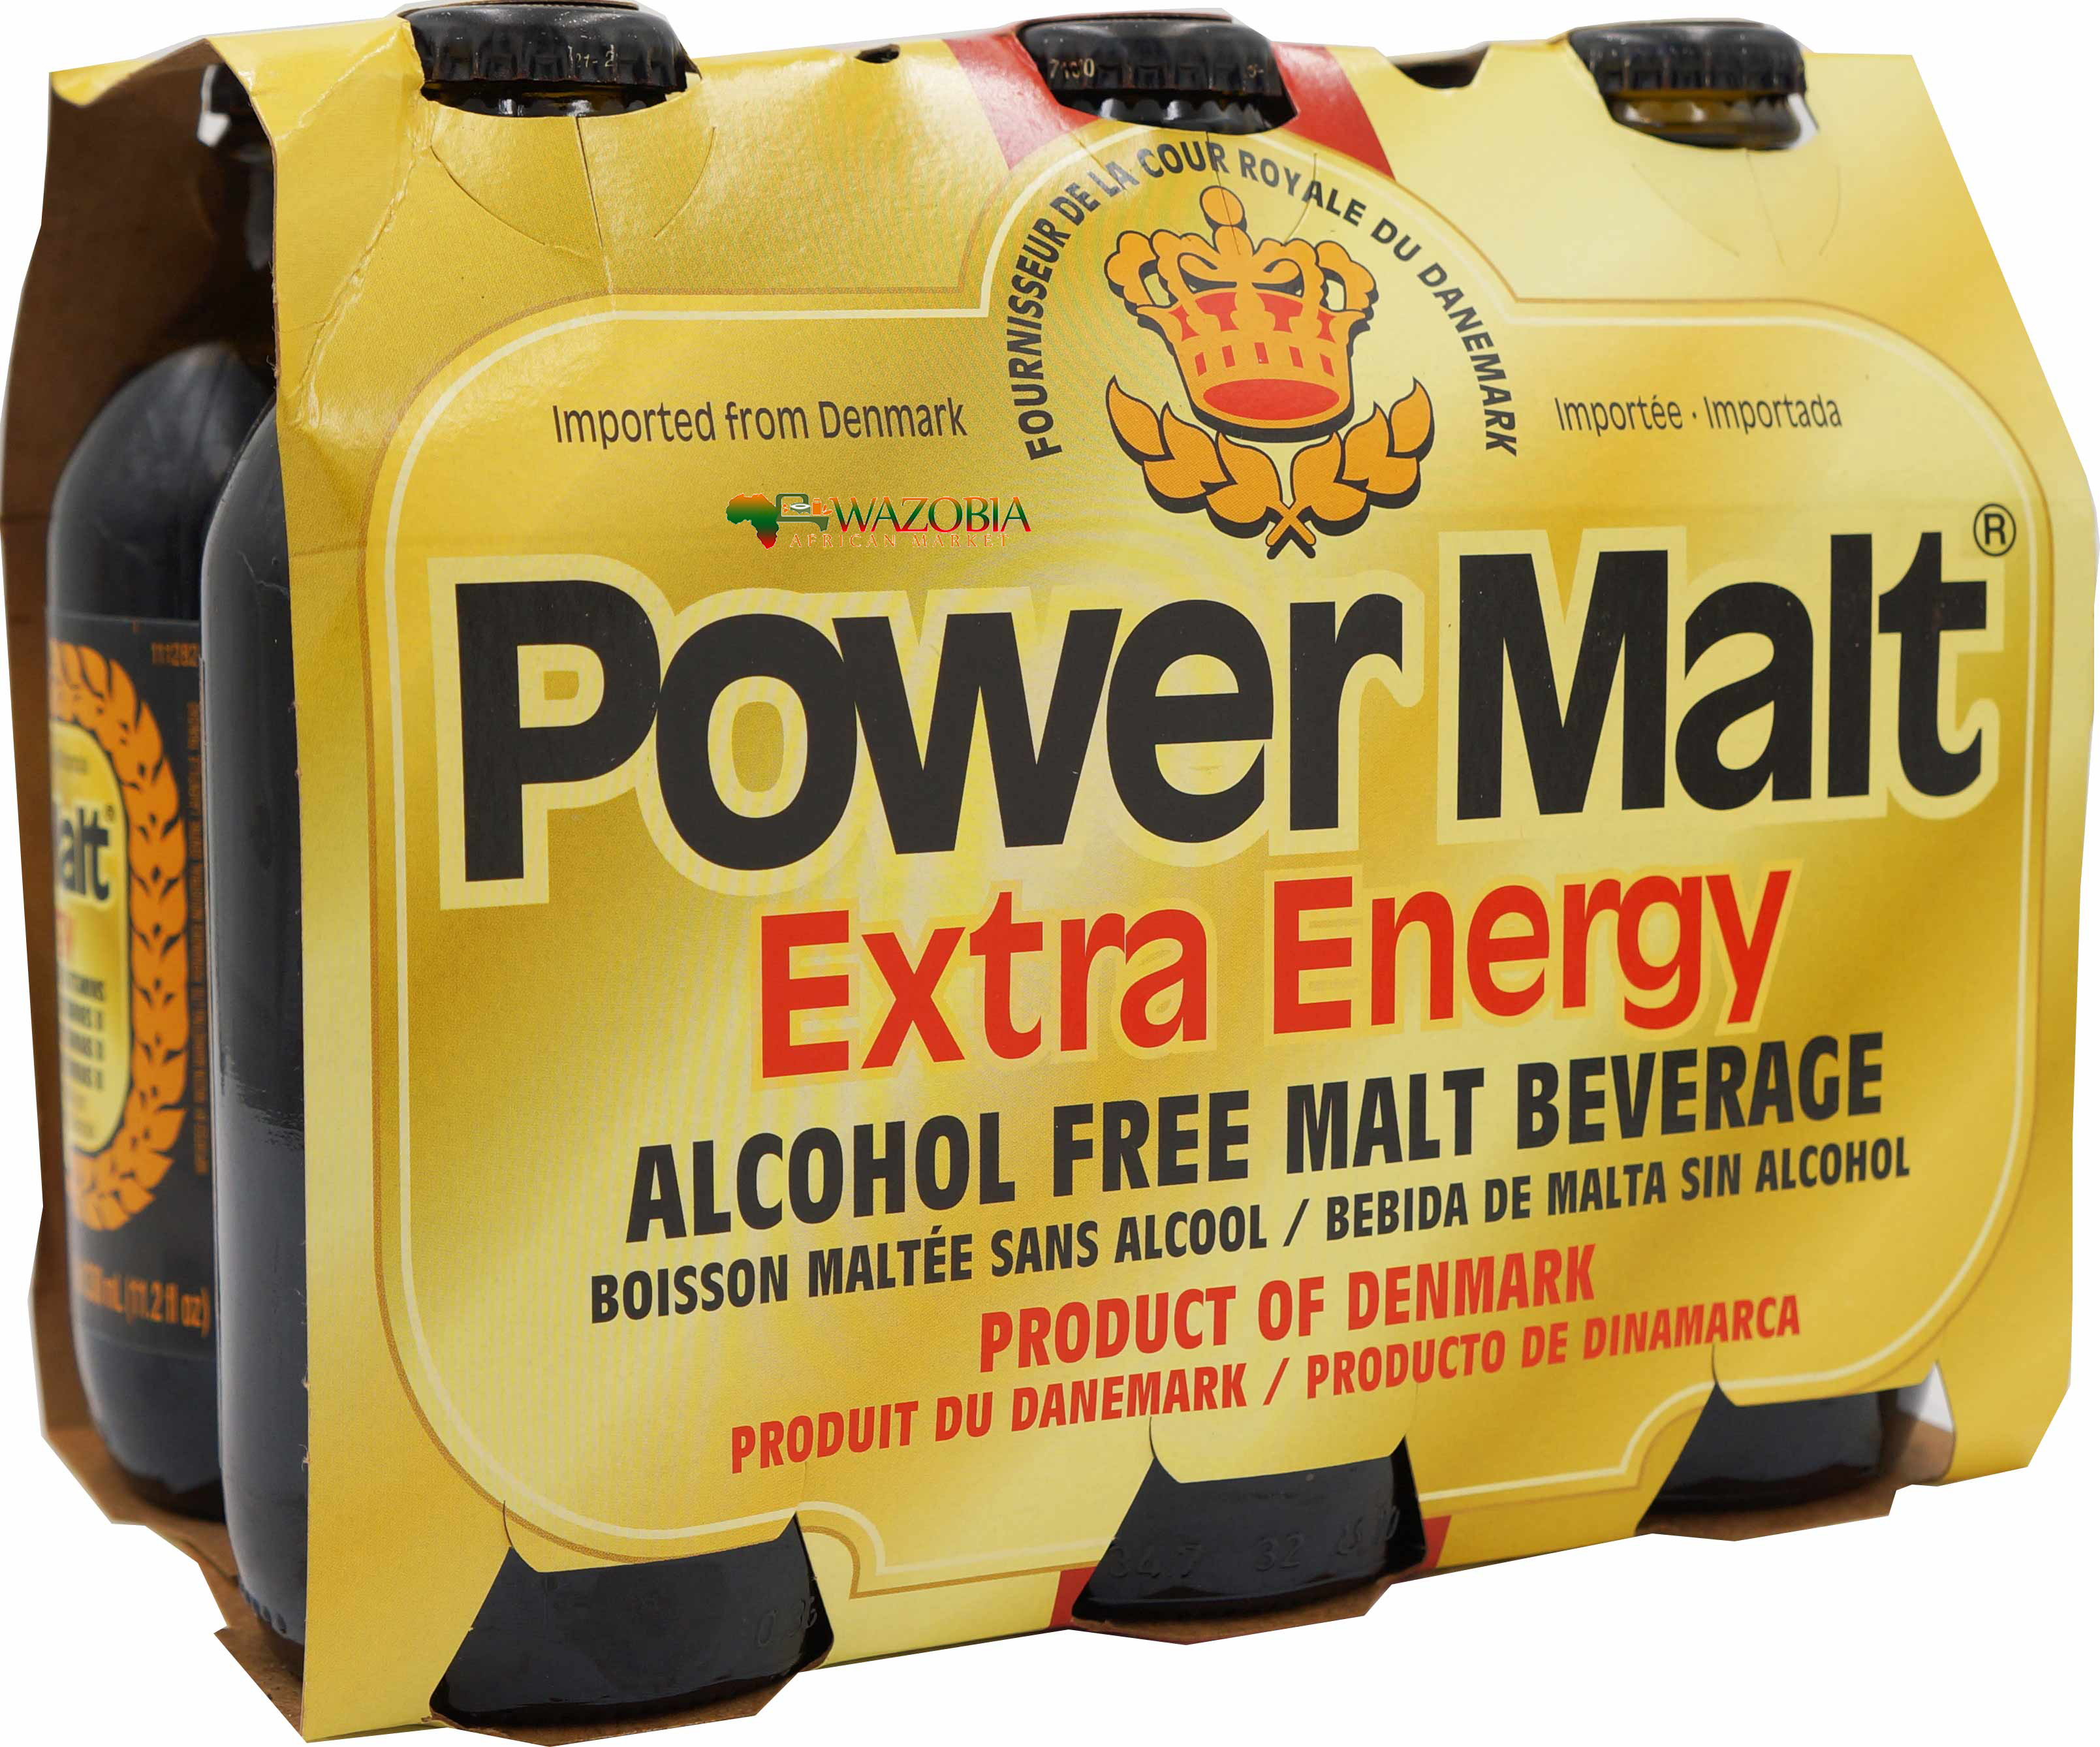 FOURNISSEUR DE LA COUR ROYALE DU DANEMARK
Imported from Denmark
Importée · Importada
WAZOBIA
AFRICAN MARKET
Power Malt®
Extra Energy
ALCOHOL FREE MALT BEVERAGE
BOISSON MALTÉE SANS ALCOOL / BEBIDA DE MALTA SIN ALCOHOL
PRODUCT OF DENMARK
PRODUIT DU DANEMARK / PRODUCTO DE DINAMARCA
alt®
(11.2 fl oz)